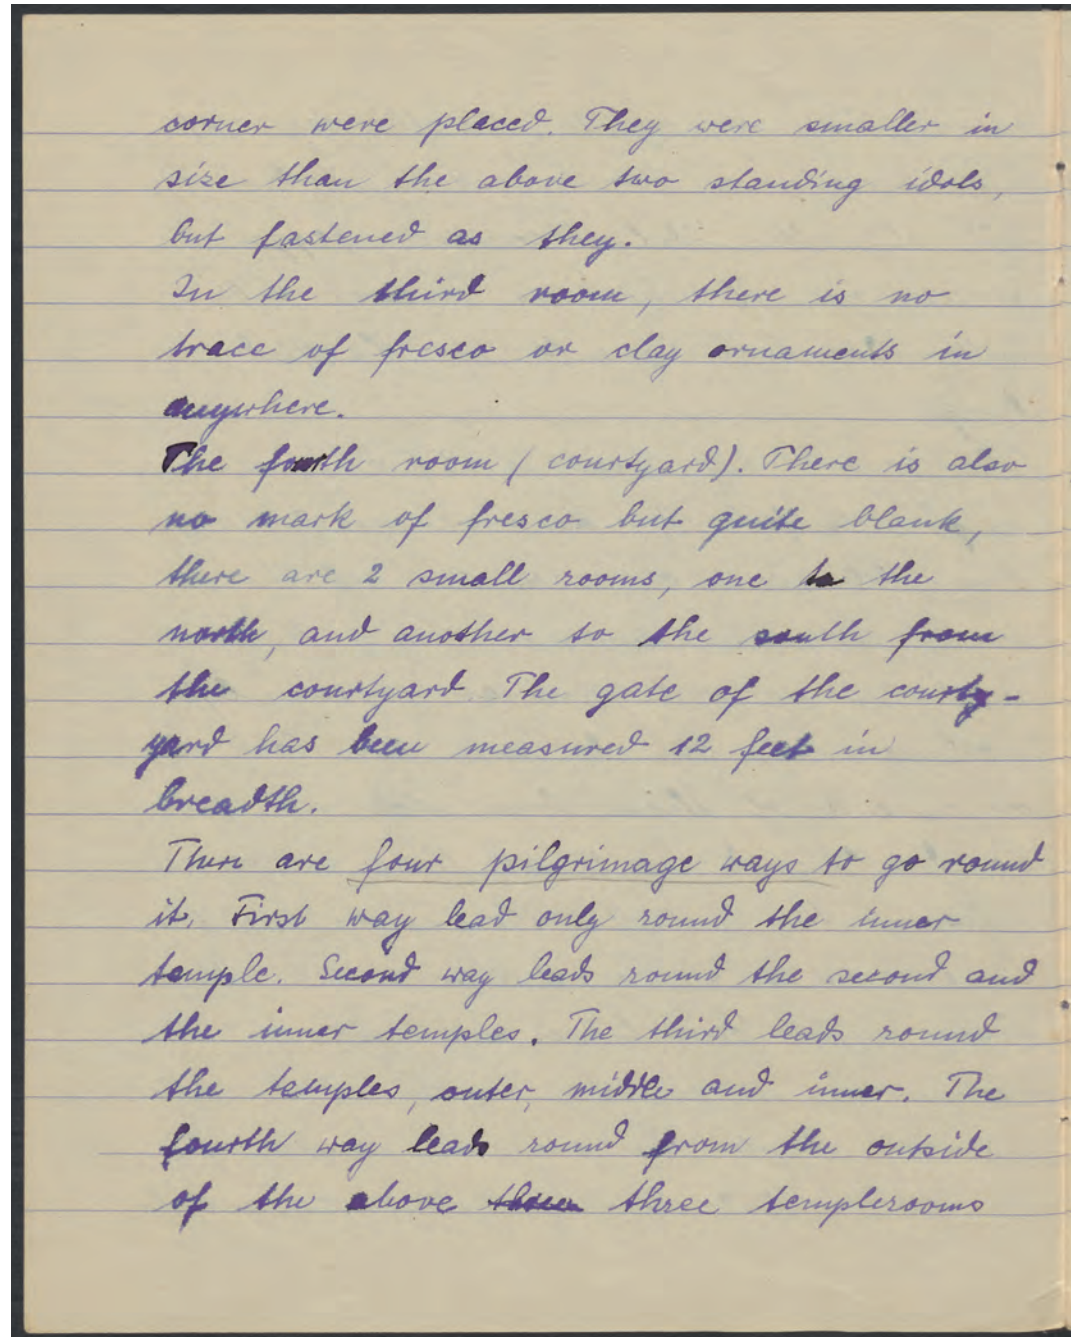 corner were placed. They were smaller in
size than the above two standing idols,
but fastened as they.
In the third room, there is no
trace of fresco or clay ornaments in
anywhere.
The fourth room (courtyard). There is also
no mark of fresco but quite blank,
there are 2 small rooms, one to the
north, and another to the south from
the courtyard. The gate of the courty-
yard has been measured 12 feet in
breadth.
There are four pilgrimage ways to go round
it. First way lead only round the inner
temple. Second way leads round the second and
the inner temples. The third leads round
the temples, outer, middle and inner. The
fourth way leads round from the outside
of the above three templerooms